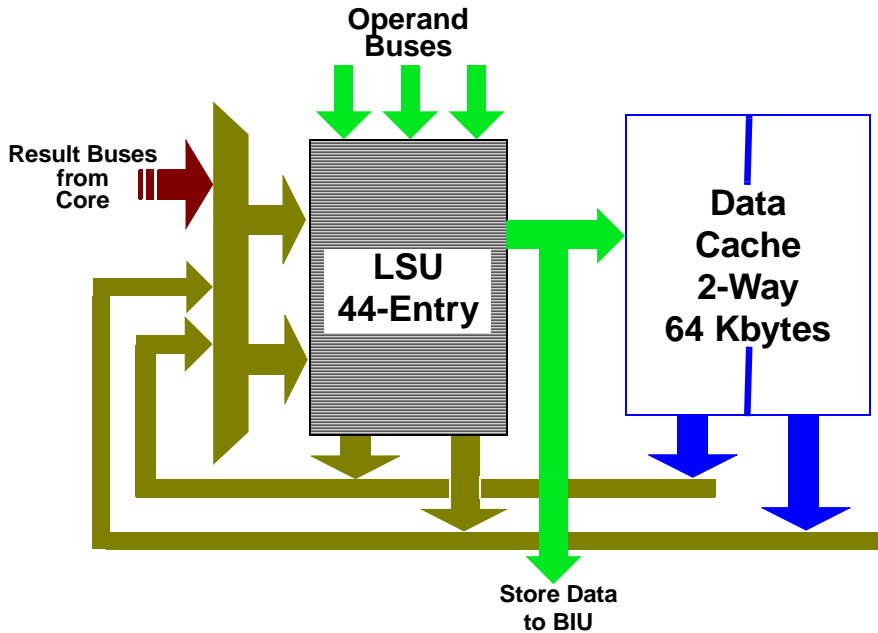 Operand
Buses
Result Buses
from
Core
LSU
44-Entry
Data
Cache
2-Way
64 Kbytes
Store Data
to BIU